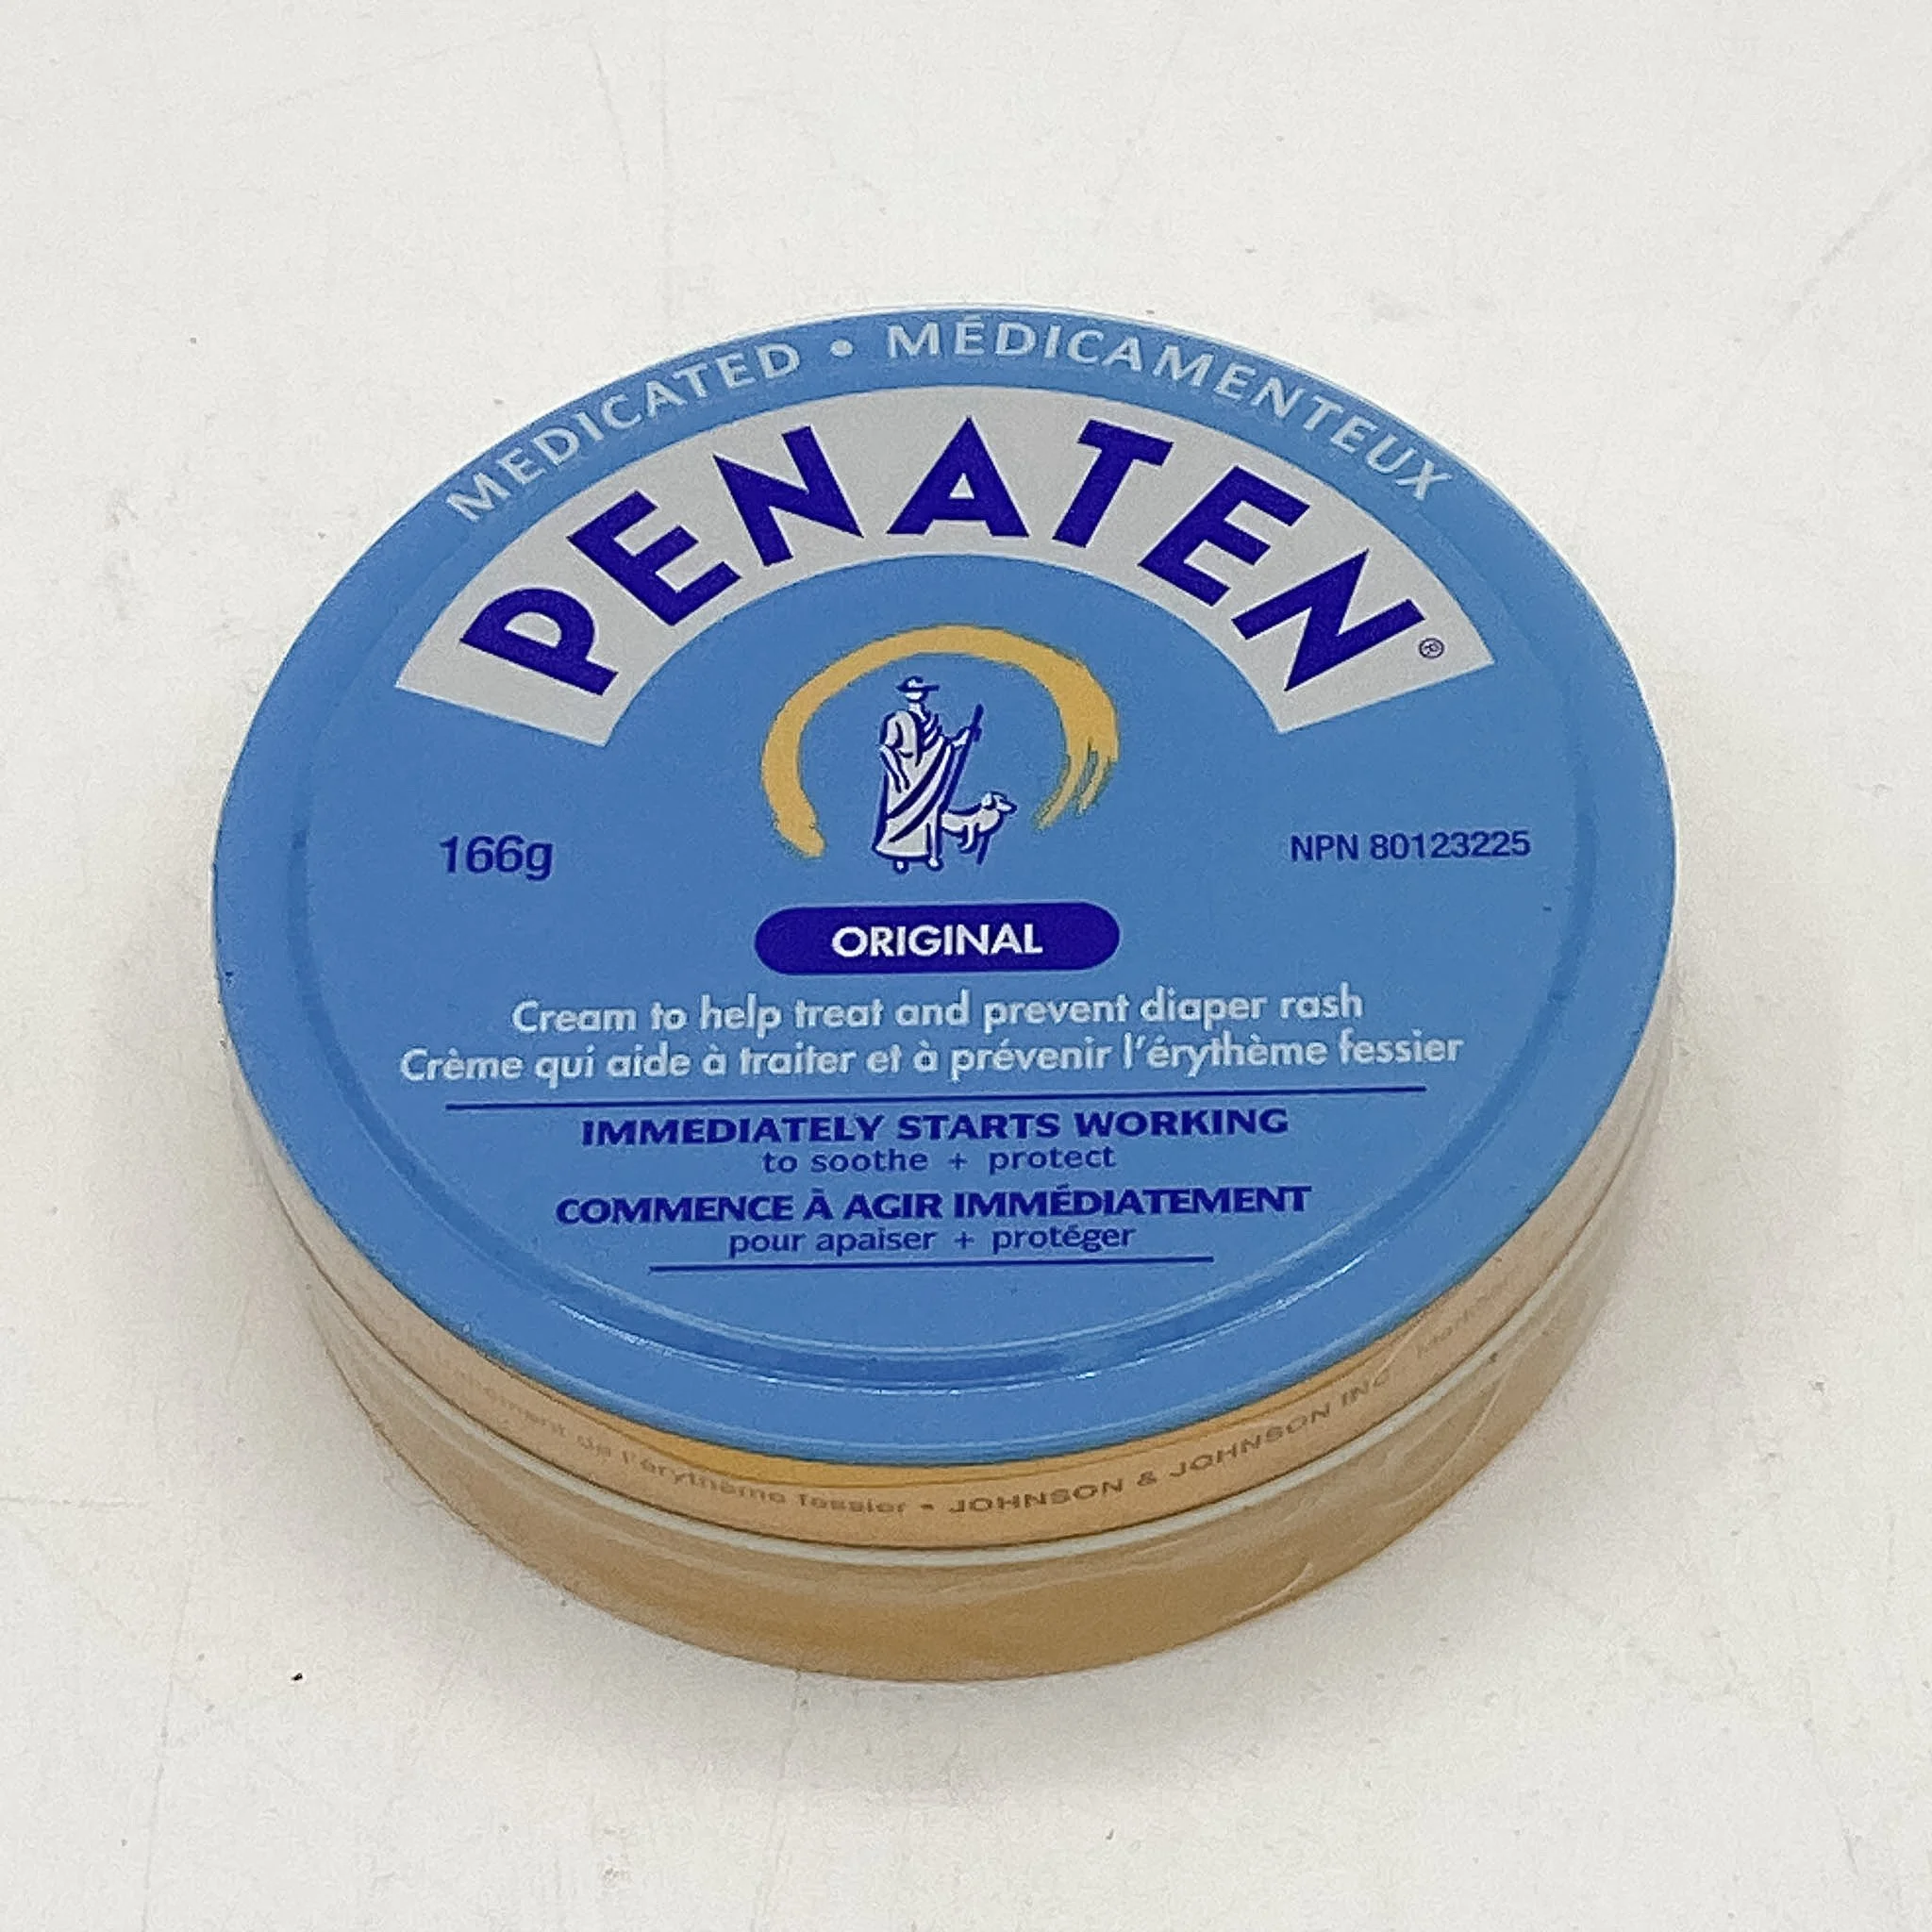 MEDICATED • MÉDICAMENTEUX
PENATEN®
166g
NPN 80123225
ORIGINAL
Cream to help treat and prevent diaper rash
Crème qui aide à traiter et à prévenir l'érythème fessier
IMMEDIATELY STARTS WORKING
to soothe + protect
COMMENCE À AGIR IMMÉDIATEMENT
pour apaiser + protéger
de l'érythème fessier • JOHNSON & JOHNSON INC